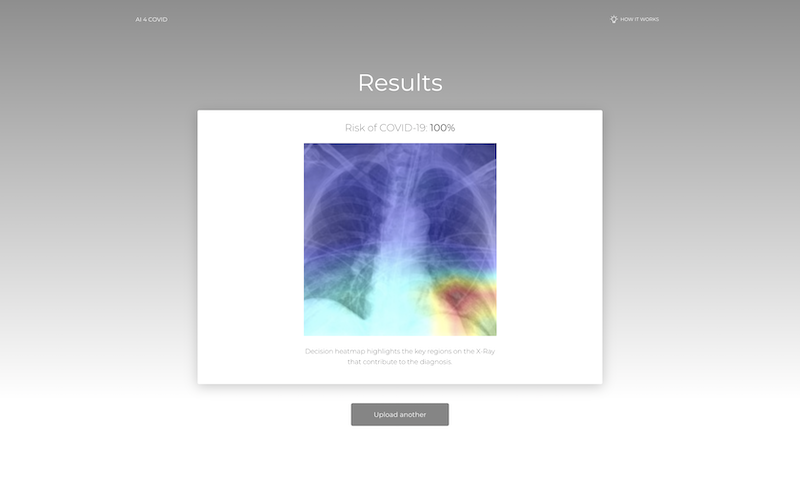 AI 4 COVID
HOW IT WORKS
Results
Risk of COVID-19: 100%
Decision heatmap highlights the key regions on the X-Ray
that contribute to the diagnosis.
Upload another